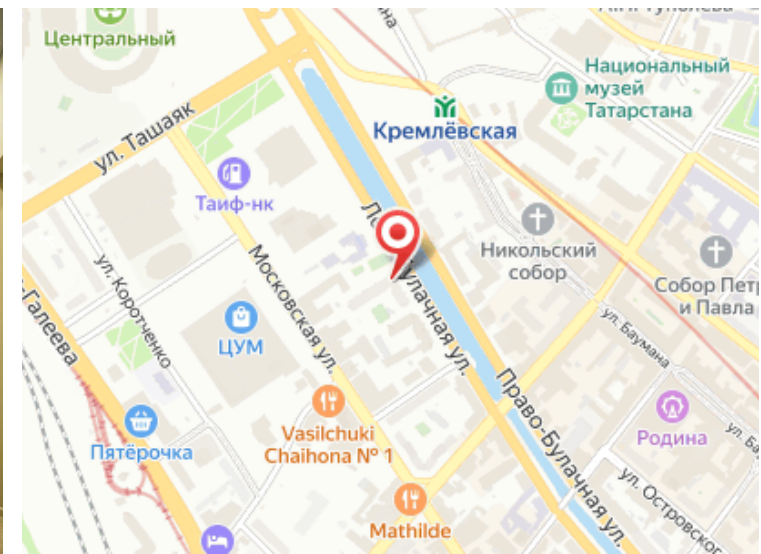 Центральный
Национальный
музей
Татарстана
Кремлёвская
ул. Ташаяк
Таиф-нк
Никольский
собор
Собор Петр
и Павла
ул. Коротченко
Московская ул.
Булачная ул.
Галеева
ЦУМ
ул. Баумана
Право-Булачная ул.
Родина
Пятёрочка
Vasilchuki
Chaihona № 1
Mathilde
ул. Островского